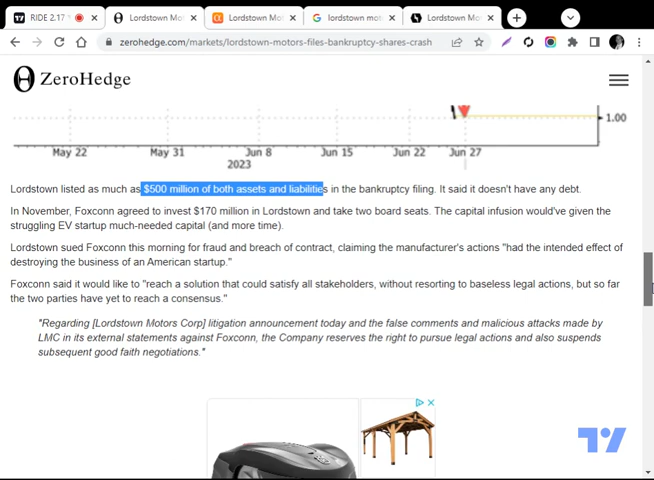 RIDE 2.17
Lordstown Mo
Lordstown Mot
lordstown mot
Lordstown Mot
zerohedge.com/markets/lordstown-motors-files-bankruptcy-shares-crash
ZeroHedge
1.00
May 22 May 31 Jun 8 Jun 15 Jun 22 Jun 27
2023
Lordstown listed as much as $500 million of both assets and liabilities in the bankruptcy filing. It said it doesn't have any debt.
In November, Foxconn agreed to invest $170 million in Lordstown and take two board seats. The capital infusion would've given the
struggling EV startup much-needed capital (and more time).
Lordstown sued Foxconn this morning for fraud and breach of contract, claiming the manufacturer's actions "had the intended effect of
destroying the business of an American startup."
Foxconn said it would like to "reach a solution that could satisfy all stakeholders, without resorting to baseless legal actions, but so far
the two parties have yet to reach a consensus."
"Regarding [Lordstown Motors Corp] litigation announcement today and the false comments and malicious attacks made by
LMC in its external statements against Foxconn, the Company reserves the right to pursue legal actions and also suspends
subsequent good faith negotiations."